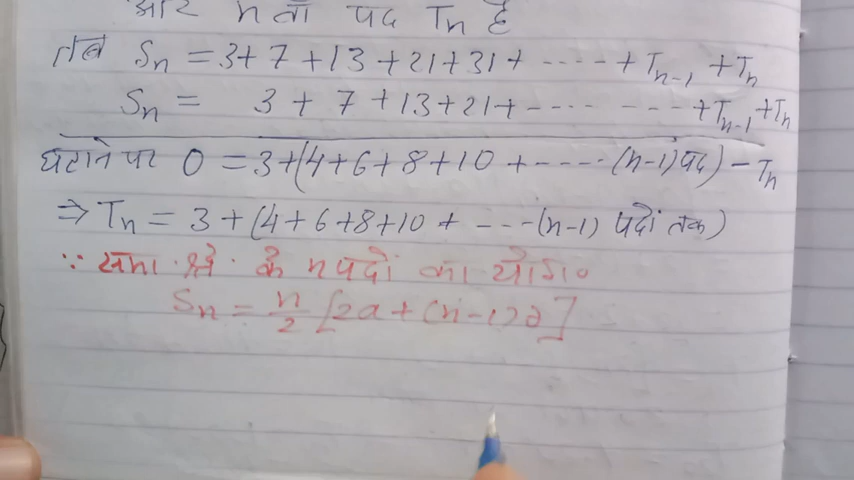 और n वाँ पद Tn है
तब Sn = 3+7+13+21+31+ ..... +Tn-1 +Tn
Sn = 3+7+13+21+ .... ... +Tn-1+Tn
घटाने पर 0 = 3+(4+6+8+10 +-....(n-1)पद) - Tn
⇒ Tn = 3+(4+6+8+10+ ---(n-1) पदों तक)
∵ समा. श्रे. के n पदों का योग.
Sn = n/2 [2a+(n-1)d]